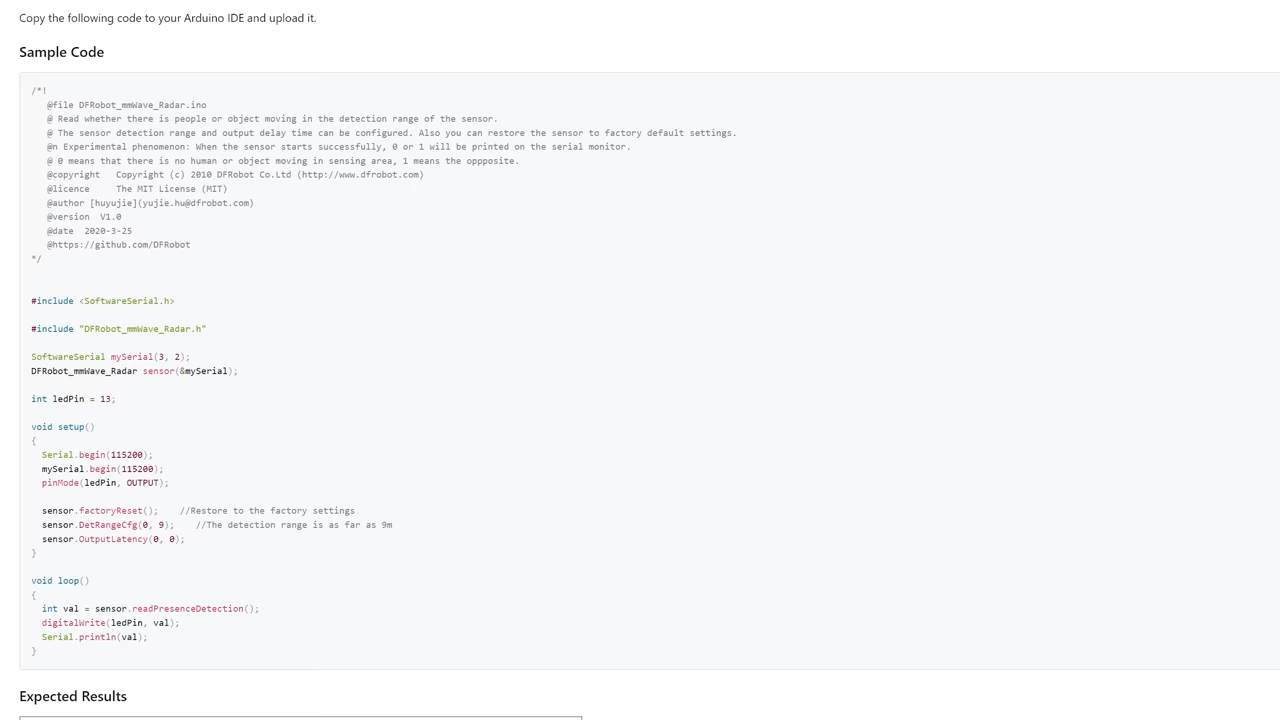 Copy the following code to your Arduino IDE and upload it.
Sample Code
/*!
@file DFRobot_mmWave_Radar.ino
@ Read whether there is people or object moving in the detection range of the sensor.
@ The sensor detection range and output delay time can be configured. Also you can restore the sensor to factory default settings.
@n Experimental phenomenon: When the sensor starts successfully, 0 or 1 will be printed on the serial monitor.
@ 0 means that there is no human or object moving in sensing area, 1 means the oppposite.
@copyright   Copyright (c) 2010 DFRobot Co.Ltd (http://www.dfrobot.com)
@licence     The MIT License (MIT)
@author [huyujie](yujie.hu@dfrobot.com)
@version  V1.0
@date  2020-3-25
@https://github.com/DFRobot
*/
#include <SoftwareSerial.h>
#include "DFRobot_mmWave_Radar.h"
SoftwareSerial mySerial(3, 2);
DFRobot_mmWave_Radar sensor(&mySerial);
int ledPin = 13;
void setup()
{
Serial.begin(115200);
mySerial.begin(115200);
pinMode(ledPin, OUTPUT);
sensor.factoryReset();    //Restore to the factory settings
sensor.DetRangeCfg(0, 9);    //The detection range is as far as 9m
sensor.OutputLatency(0, 0);
}
void loop()
{
int val = sensor.readPresenceDetection();
digitalWrite(ledPin, val);
Serial.println(val);
}
Expected Results